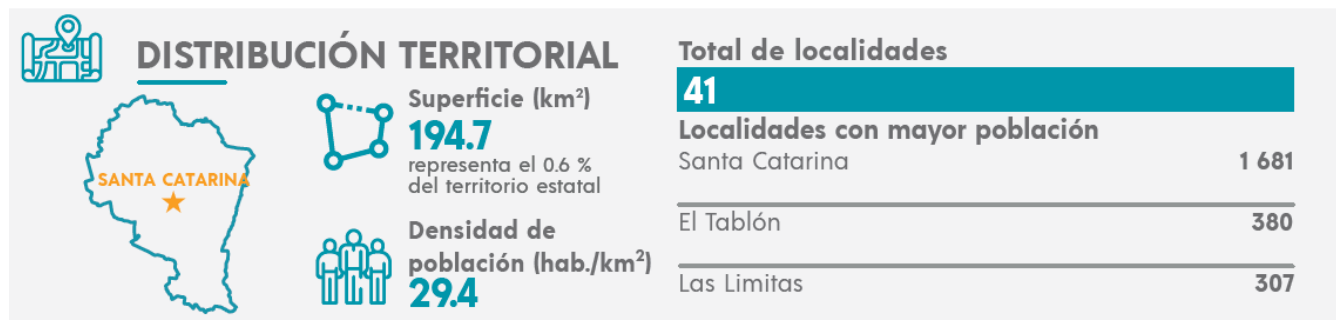 DISTRIBUCIÓN TERRITORIAL
SANTA CATARINA
Superficie (km²)
194.7
representa el 0.6 %
del territorio estatal
Densidad de
población (hab./km²)
29.4
Total de localidades
41
Localidades con mayor población
Santa Catarina 1 681
El Tablón 380
Las Limitas 307